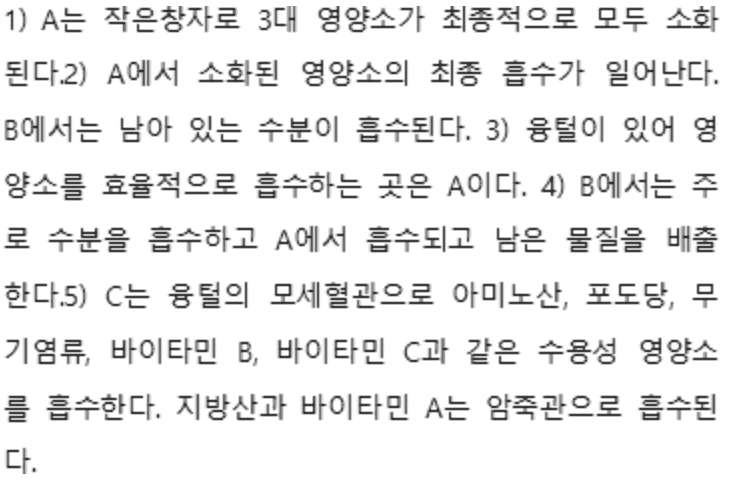 1) A는 작은창자로 3대 영양소가 최종적으로 모두 소화
된다.2) A에서 소화된 영양소의 최종 흡수가 일어난다.
B에서는 남아 있는 수분이 흡수된다. 3) 융털이 있어 영
양소를 효율적으로 흡수하는 곳은 A이다. 4) B에서는 주
로 수분을 흡수하고 A에서 흡수되고 남은 물질을 배출
한다.5) C는 융털의 모세혈관으로 아미노산, 포도당, 무
기염류, 바이타민 B, 바이타민 C과 같은 수용성 영양소
를 흡수한다. 지방산과 바이타민 A는 암죽관으로 흡수된
다.